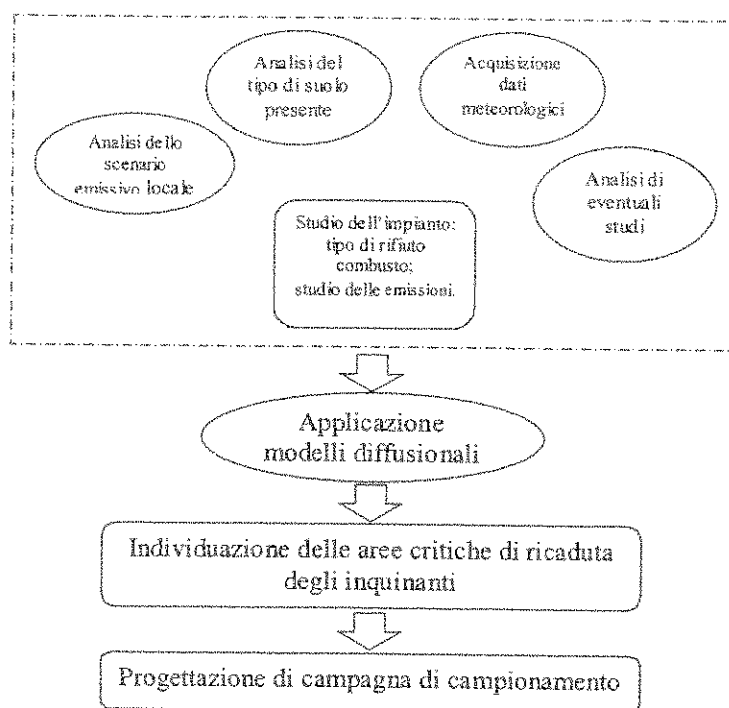 Analisi del
tipo di suolo
presente
Acquisizione
dati
meteorologici
Analisi dello
scenario
emissivo locale
Analisi di
eventuali
studi
Studio dell'impianto:
tipo di rifiuto
combusto;
studio delle emissioni.
Applicazione
modelli diffusionali
Individuazione delle aree critiche di ricaduta
degli inquinanti
Progettazione di campagna di campionamento